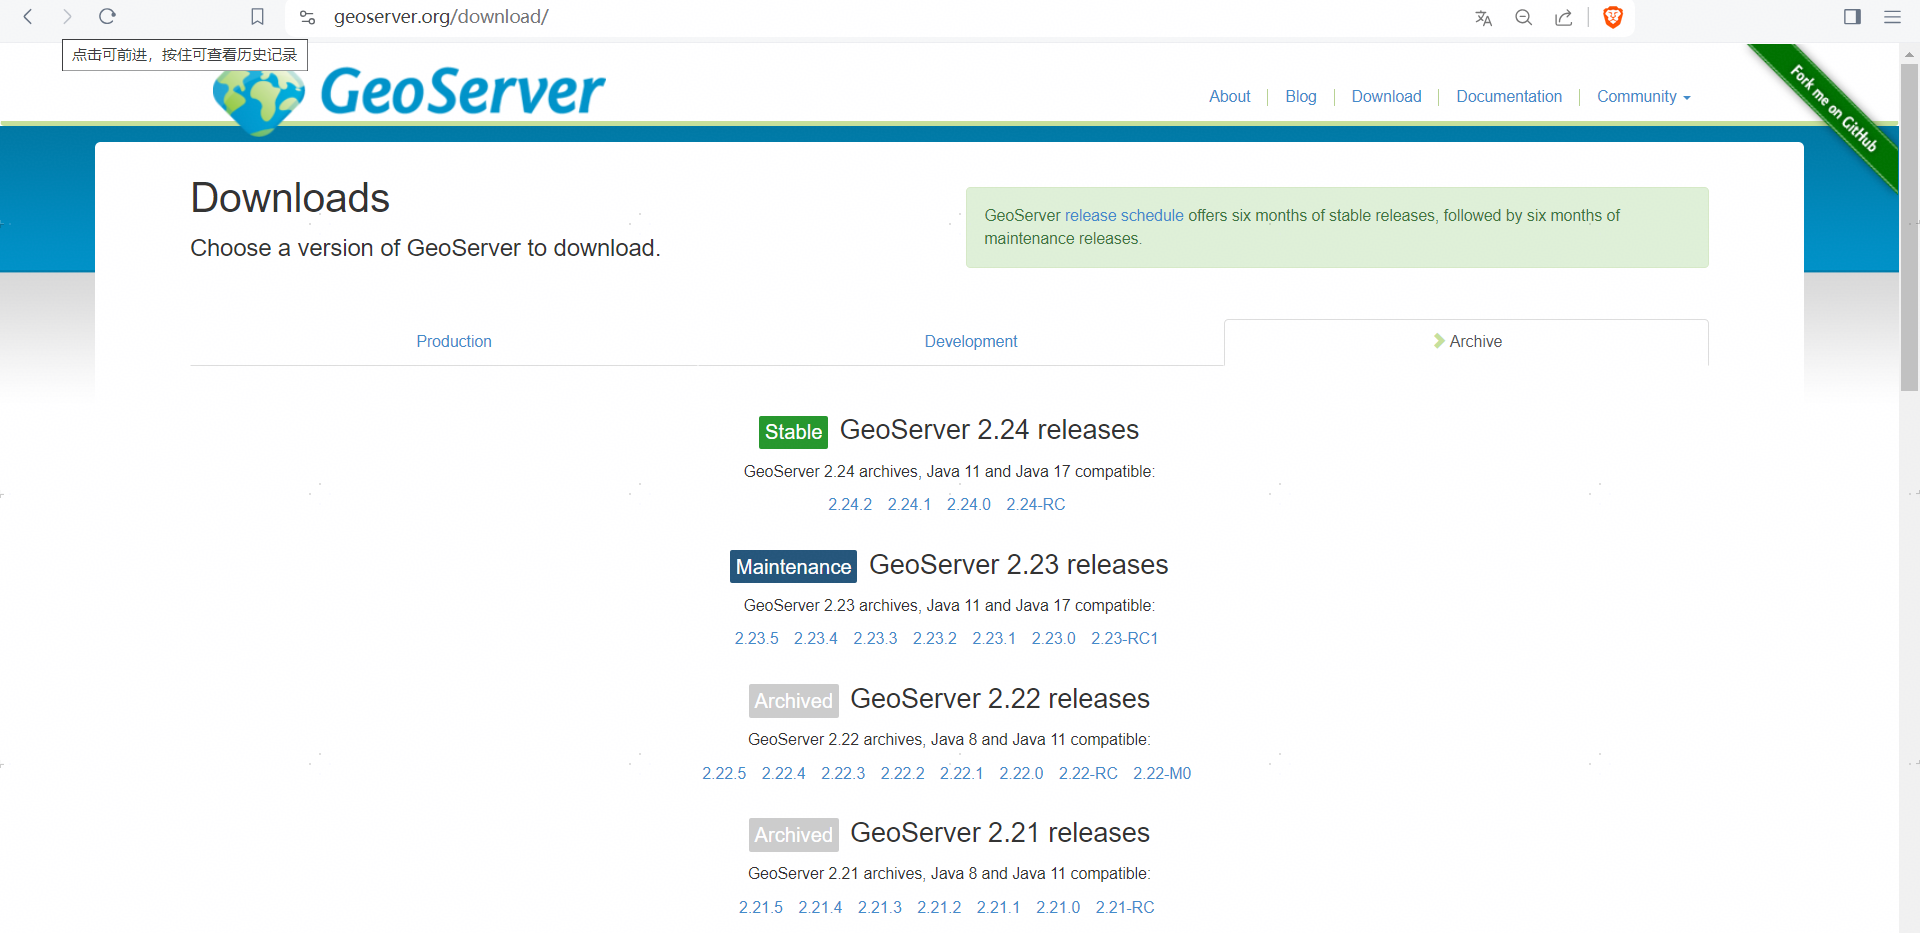 geoserver.org/download/
点击可前进，按住可查看历史记录
GeoServer
About
Blog
Download
Documentation
Community
Fork me on GitHub
Downloads
Choose a version of GeoServer to download.
GeoServer release schedule offers six months of stable releases, followed by six months of
maintenance releases.
Production
Development
Archive
Stable GeoServer 2.24 releases
GeoServer 2.24 archives, Java 11 and Java 17 compatible:
2.24.2 2.24.1 2.24.0 2.24-RC
Maintenance GeoServer 2.23 releases
GeoServer 2.23 archives, Java 11 and Java 17 compatible:
2.23.5 2.23.4 2.23.3 2.23.2 2.23.1 2.23.0 2.23-RC1
Archived GeoServer 2.22 releases
GeoServer 2.22 archives, Java 8 and Java 11 compatible:
2.22.5 2.22.4 2.22.3 2.22.2 2.22.1 2.22.0 2.22-RC 2.22-M0
Archived GeoServer 2.21 releases
GeoServer 2.21 archives, Java 8 and Java 11 compatible:
2.21.5 2.21.4 2.21.3 2.21.2 2.21.1 2.21.0 2.21-RC